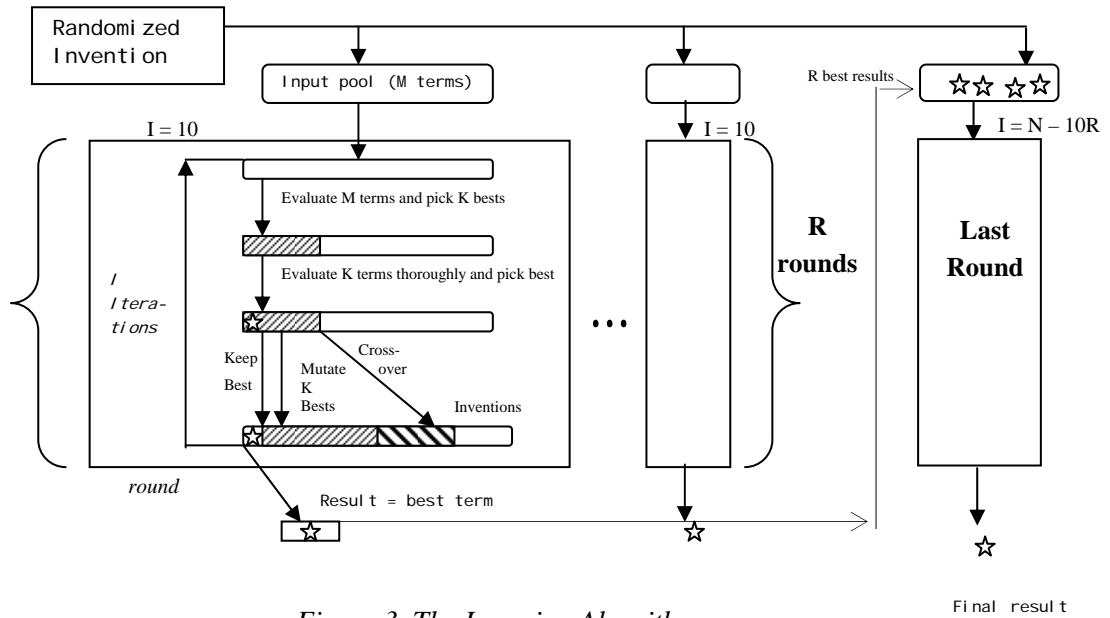 Randomized
Invention
Input pool (M terms)
R best results
I = 10
I = 10
I = N – 10R
Evaluate M terms and pick K bests
Evaluate K terms thoroughly and pick best
I
Itera-
tions
Keep
Best
Mutate
K
Bests
Cross-
over
Inventions
...
R
rounds
Last
Round
round
Result = best term
Final result